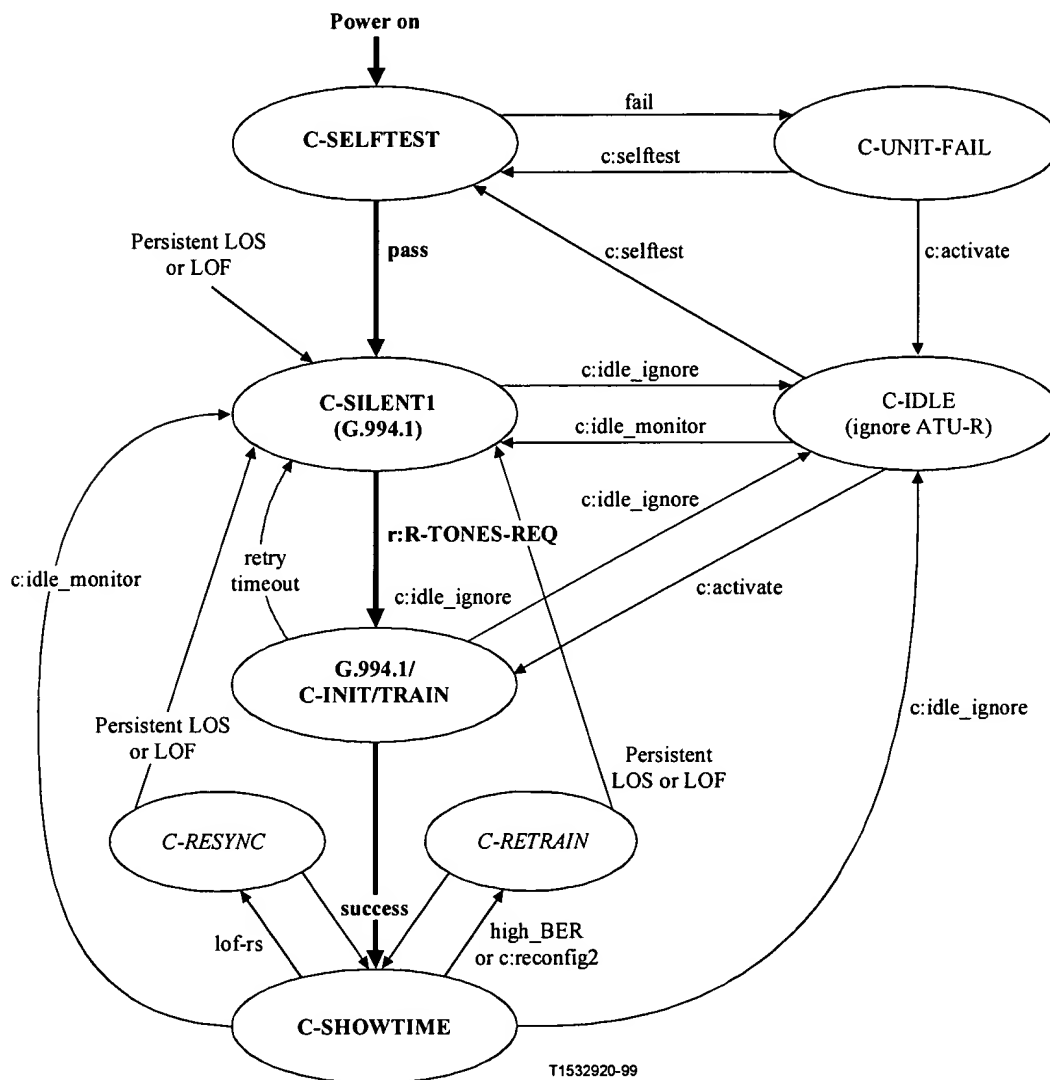 Power on
C-SELFTEST
fail
c:selftest
C-UNIT-FAIL
Persistent LOS
or LOF
pass
c:selftest
c:activate
C-SILENT1
(G.994.1)
c:idle_ignore
c:idle_monitor
C-IDLE
(ignore ATU-R)
c:idle_monitor
retry
timeout
r:R-TONES-REQ
c:idle_ignore
c:idle_ignore
c:activate
G.994.1/
C-INIT/TRAIN
c:idle_ignore
Persistent LOS
or LOF
Persistent
LOS or LOF
C-RESYNC
C-RETRAIN
success
lof-rs
high_BER
or c:reconfig2
C-SHOWTIME
T1532920-99